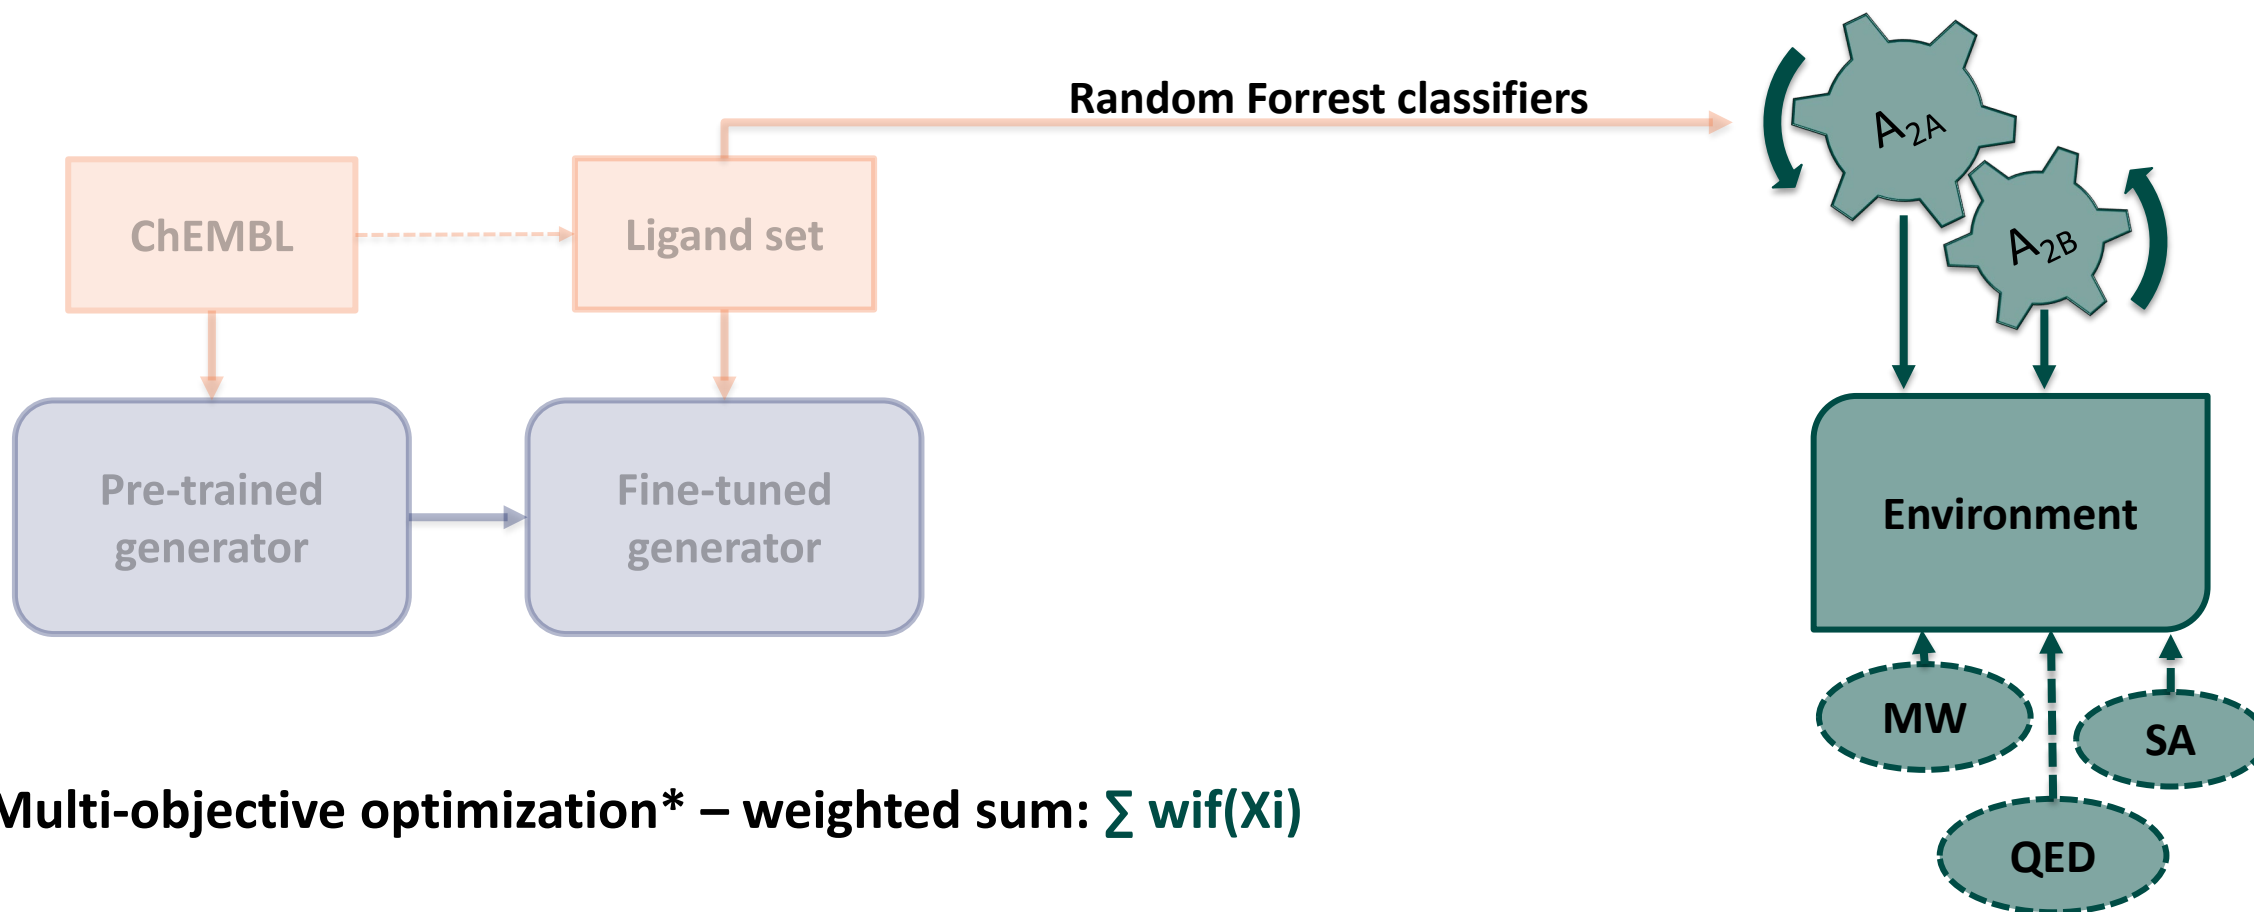 Random Forrest classifiers
A2A
ChEMBL
Ligand set
A2B
Pre-trained
generator
Fine-tuned
generator
Environment
MW
SA
QED
Multi-objective optimization* – weighted sum: ∑ wif(Xi)